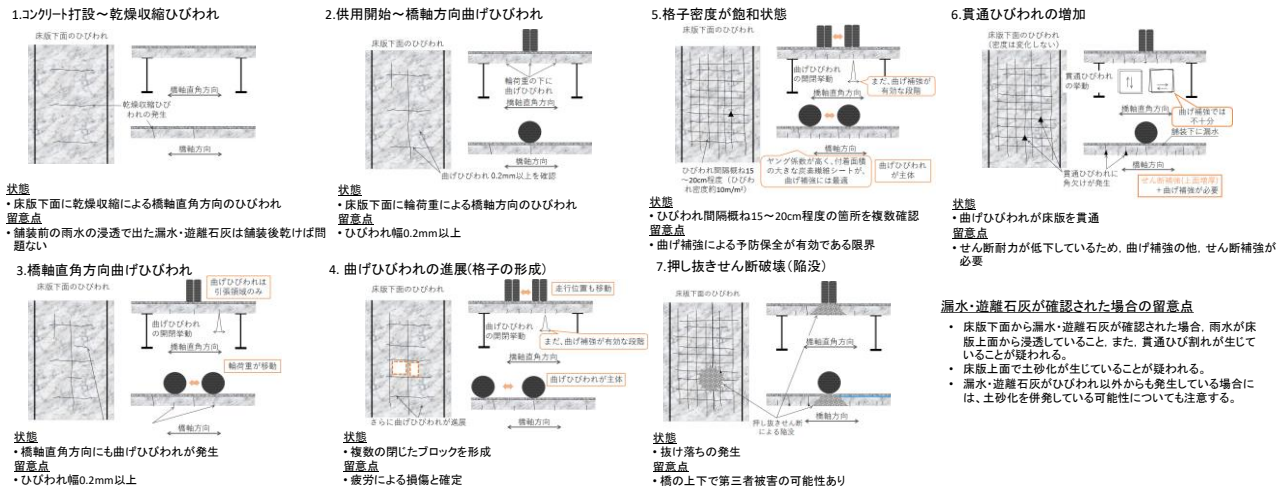 1.コンクリート打設～乾燥収縮ひびわれ
床版下面のひびわれ
乾燥収縮ひび
われの発生
橋軸直角方向
橋軸方向
状態
• 床版下面に乾燥収縮による橋軸直角方向のひびわれ
留意点
• 舗装前の雨水の浸透で出た漏水・遊離石灰は舗装後乾けば問
題ない
2.供用開始～橋軸方向曲げひびわれ
床版下面のひびわれ
輪荷重の下に
曲げひびわれ
橋軸直角方向
橋軸方向
曲げひびわれ 0.2mm以上を確認
状態
• 床版下面に輪荷重による橋軸方向のひびわれ
留意点
• ひびわれ幅0.2mm以上
3.橋軸直角方向曲げひびわれ
床版下面のひびわれ
曲げひびわれは
引張領域のみ
曲げひびわれ
の開閉挙動
橋軸直角方向
輪荷重が移動
橋軸方向
状態
• 橋軸直角方向にも曲げひびわれが発生
留意点
• ひびわれ幅0.2mm以上
4. 曲げひびわれの進展(格子の形成)
床版下面のひびわれ
走行位置も移動
曲げひびわれ
の開閉挙動
まだ、曲げ補強が有効な段階
橋軸直角方向
曲げひびわれが主体
橋軸方向
さらに曲げひびわれが進展
状態
• 複数の閉じたブロックを形成
留意点
• 疲労による損傷と確定
5.格子密度が飽和状態
床版下面のひびわれ
曲げひびわれ
の開閉挙動
まだ、曲げ補強が
有効な段階
橋軸直角方向
橋軸方向
ヤング係数が高く、付着面積
の大きな炭素繊維シートが、
曲げ補強には最適
曲げひびわれ
が主体
ひびわれ間隔概ね15
～20cm程度（ひびわ
れ密度約10m/m²）
状態
• ひびわれ間隔概ね15～20cm程度の箇所を複数確認
留意点
• 曲げ補強による予防保全が有効である限界
6.貫通ひびわれの増加
床版下面のひびわれ
(密度は変化しない)
貫通ひびわれ
の挙動
橋軸直角方向
曲げ補強では
不十分
舗装下に漏水
橋軸方向
貫通ひびわれに
角欠けが発生
せん断補強(上面増厚)
＋曲げ補強が必要
状態
• 曲げひびわれが床版を貫通
留意点
• せん断耐力が低下しているため，曲げ補強の他，せん断補強が
必要
7.押し抜きせん断破壊（陥没）
床版下面のひびわれ
橋軸直角方向
橋軸方向
押し抜きせん断
による陥没
状態
• 抜け落ちの発生
留意点
• 橋の上下で第三者被害の可能性あり
漏水・遊離石灰が確認された場合の留意点
• 床版下面から漏水・遊離石灰が確認された場合，雨水が床
版上面から浸透していること，また，貫通ひび割れが生じて
いることが疑われる。
• 床版上面で土砂化が生じていることが疑われる。
• 漏水・遊離石灰がひびわれ以外からも発生している場合に
は、土砂化を併発している可能性についても注意する。